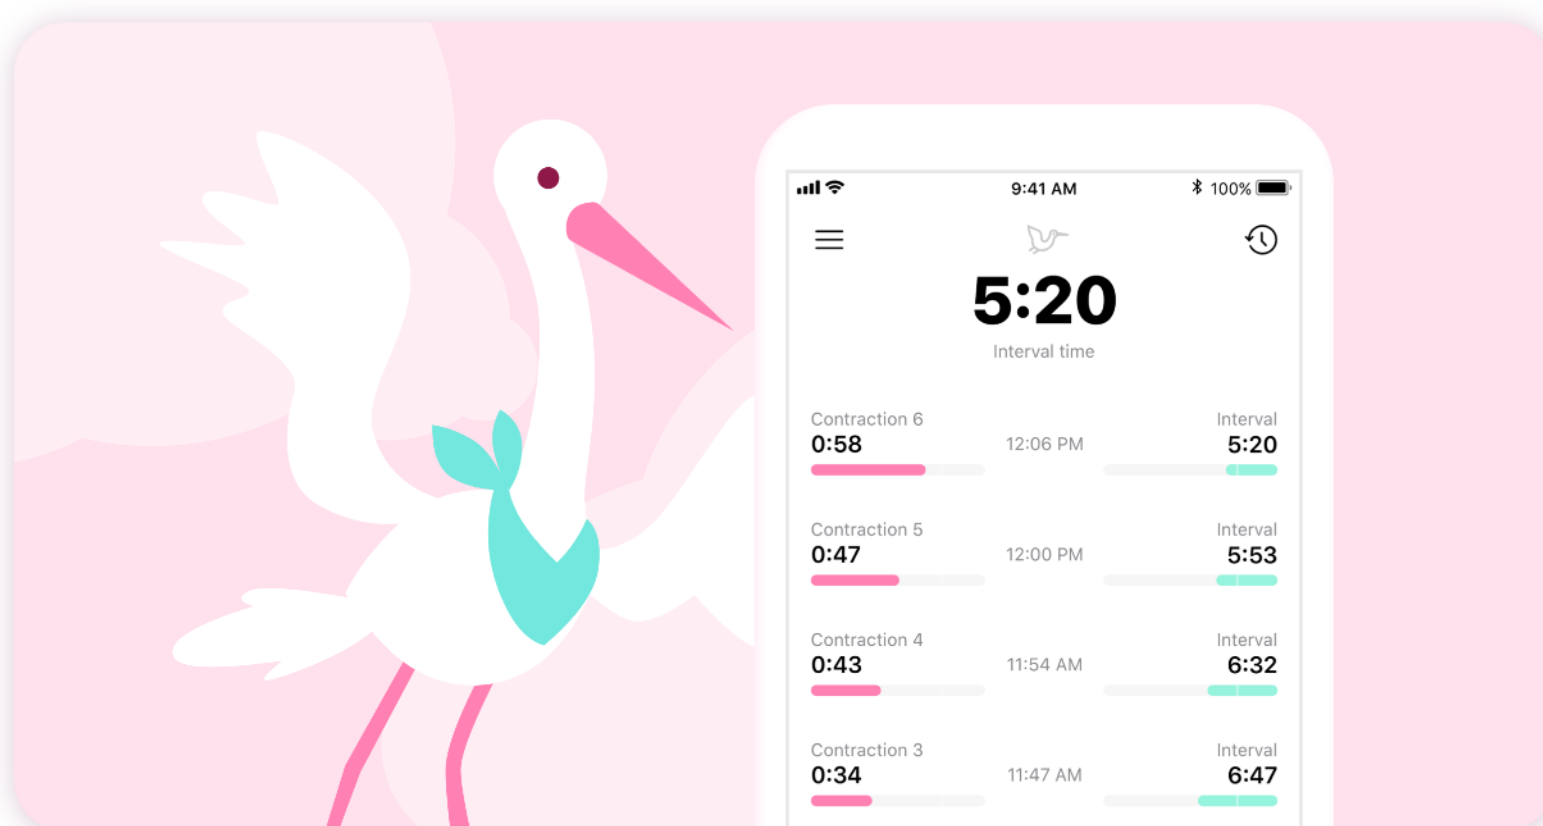 9:41 AM 100%
5:20
Interval time
Contraction 6 Interval
0:58 12:06 PM 5:20
Contraction 5 Interval
0:47 12:00 PM 5:53
Contraction 4 Interval
0:43 11:54 AM 6:32
Contraction 3 Interval
0:34 11:47 AM 6:47